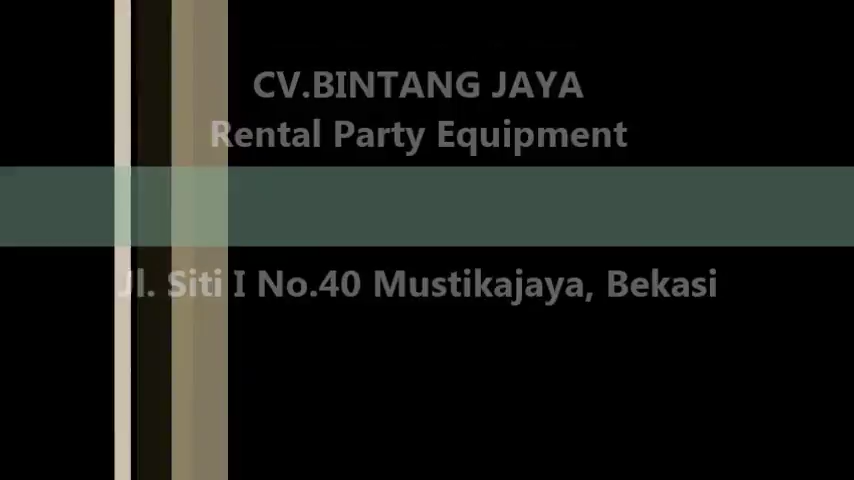 CV.BINTANG JAYA
Rental Party Equipment
Jl. Siti I No.40 Mustikajaya, Bekasi